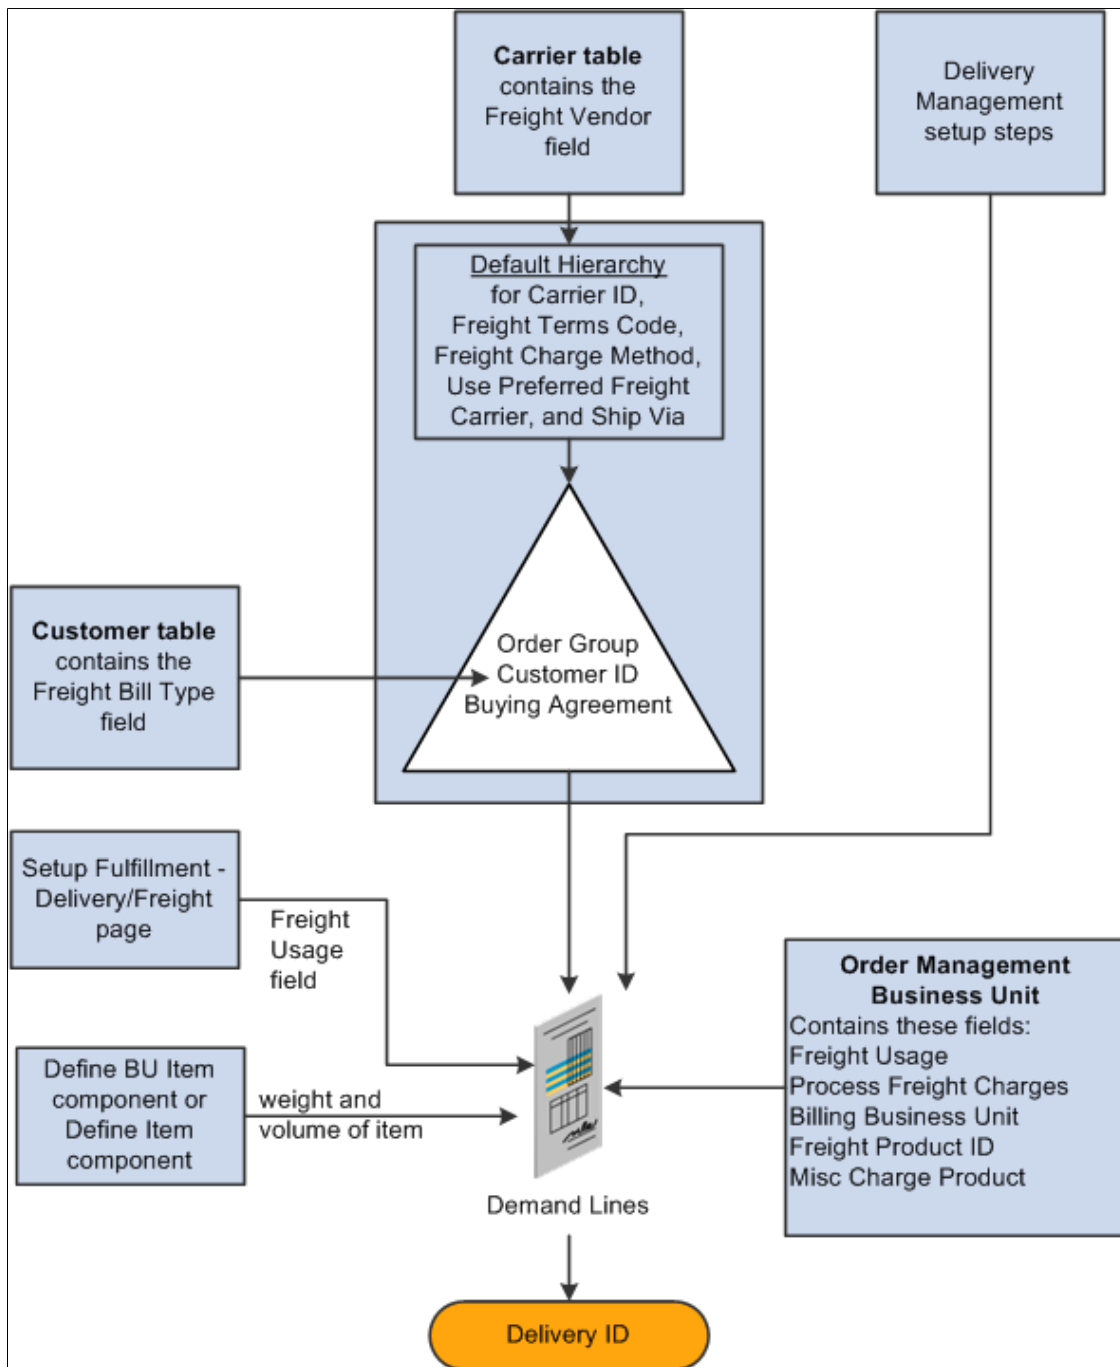 Carrier table
contains the
Freight Vendor
field
Delivery
Management
setup steps
Default Hierarchy
for Carrier ID,
Freight Terms Code,
Freight Charge Method,
Use Preferred Freight
Carrier, and Ship Via
Order Group
Customer ID
Buying Agreement
Customer table
contains the
Freight Bill Type
field
Setup Fulfillment -
Delivery/Freight
page
Freight
Usage
field
Define BU Item
component or
Define Item
component
weight and
volume of item
Order Management
Business Unit
Contains these fields:
Freight Usage
Process Freight Charges
Billing Business Unit
Freight Product ID
Misc Charge Product
Demand Lines
Delivery ID